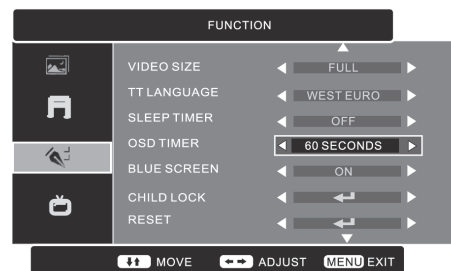 FUNCTION
VIDEO SIZE FULL
TT LANGUAGE WEST EURO
SLEEP TIMER OFF
OSD TIMER 60 SECONDS
BLUE SCREEN ON
CHILD LOCK
RESET
MOVE ADJUST MENU EXIT